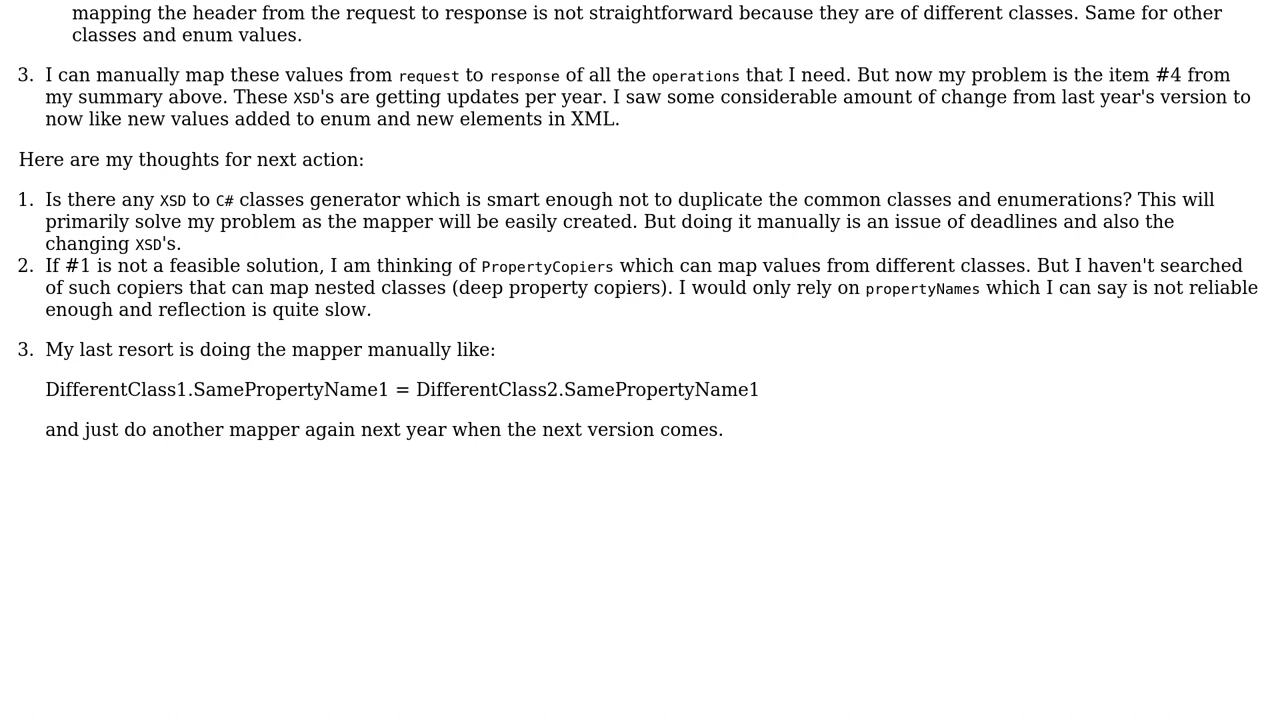 mapping the header from the request to response is not straightforward because they are of different classes. Same for other
classes and enum values.
3. I can manually map these values from request to response of all the operations that I need. But now my problem is the item #4 from
my summary above. These XSD's are getting updates per year. I saw some considerable amount of change from last year's version to
now like new values added to enum and new elements in XML.
Here are my thoughts for next action:
1. Is there any XSD to C# classes generator which is smart enough not to duplicate the common classes and enumerations? This will
primarily solve my problem as the mapper will be easily created. But doing it manually is an issue of deadlines and also the
changing XSD's.
2. If #1 is not a feasible solution, I am thinking of PropertyCopiers which can map values from different classes. But I haven't searched
of such copiers that can map nested classes (deep property copiers). I would only rely on propertyNames which I can say is not reliable
enough and reflection is quite slow.
3. My last resort is doing the mapper manually like:
DifferentClass1.SamePropertyName1 = DifferentClass2.SamePropertyName1
and just do another mapper again next year when the next version comes.